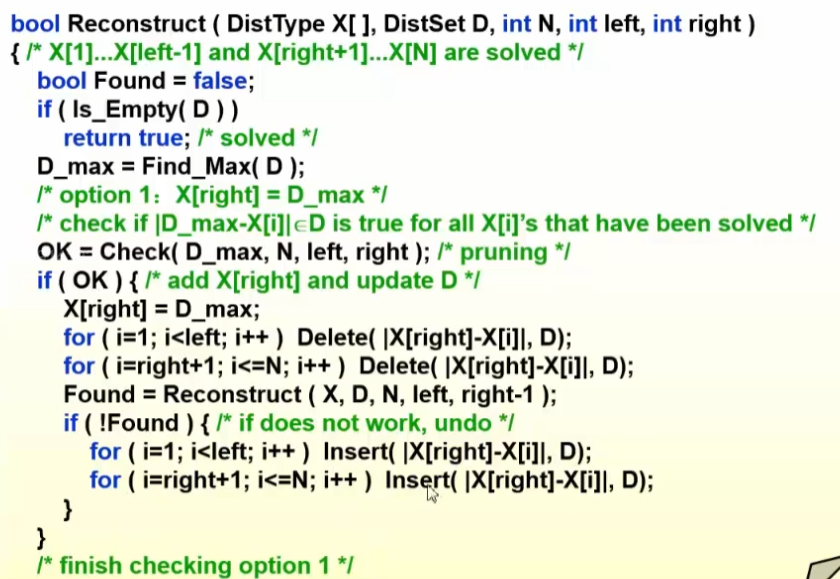 bool Reconstruct ( DistType X[ ], DistSet D, int N, int left, int right )
{ /* X[1]...X[left-1] and X[right+1]...X[N] are solved */
bool Found = false;
if ( Is_Empty( D ) )
return true; /* solved */
D_max = Find_Max( D );
/* option 1：X[right] = D_max */
/* check if |D_max-X[i]|∈D is true for all X[i]'s that have been solved */
OK = Check( D_max, N, left, right ); /* pruning */
if ( OK ) { /* add X[right] and update D */
X[right] = D_max;
for ( i=1; i<left; i++ ) Delete( |X[right]-X[i]|, D);
for ( i=right+1; i<=N; i++ ) Delete( |X[right]-X[i]|, D);
Found = Reconstruct ( X, D, N, left, right-1 );
if ( !Found ) { /* if does not work, undo */
for ( i=1; i<left; i++ ) Insert( |X[right]-X[i]|, D);
for ( i=right+1; i<=N; i++ ) Insert( |X[right]-X[i]|, D);
}
}
/* finish checking option 1 */